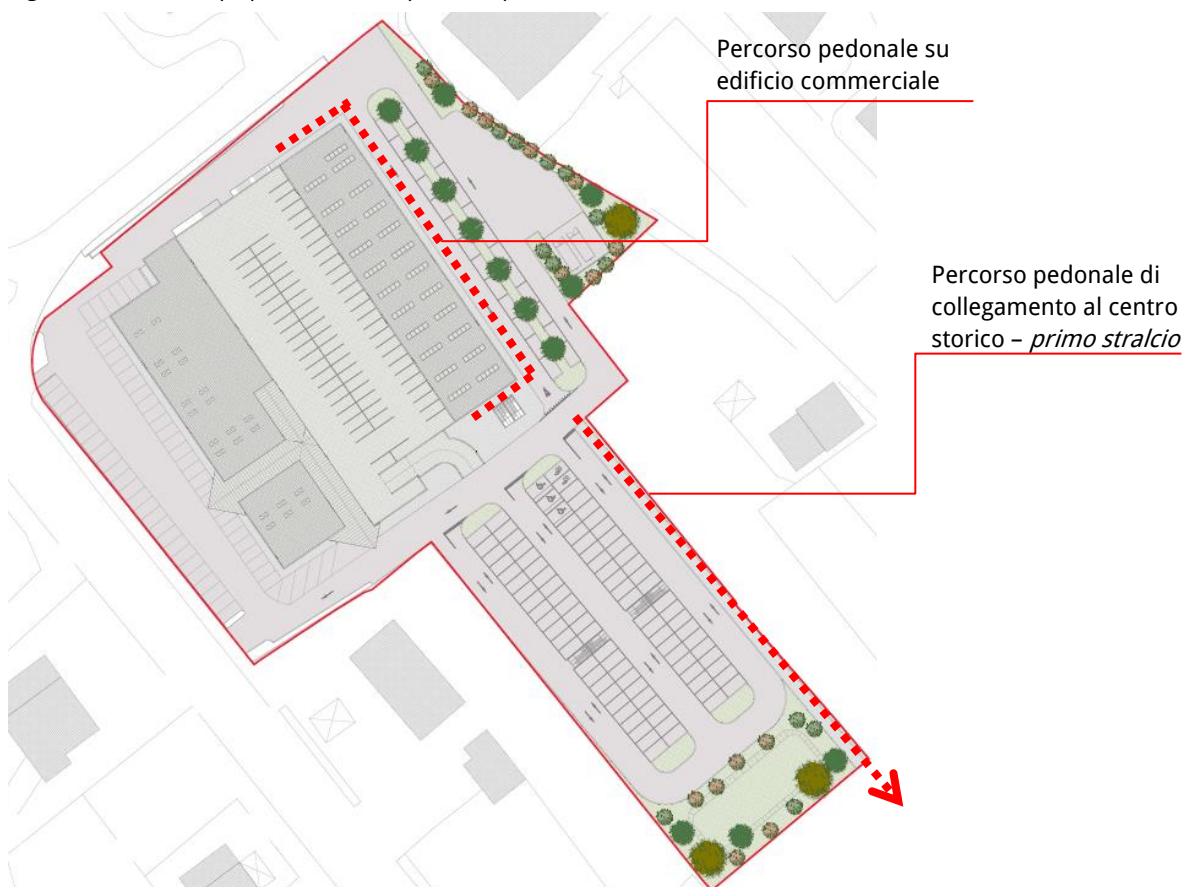 Percorso pedonale su
edificio commerciale
Percorso pedonale di
collegamento al centro
storico – primo stralcio